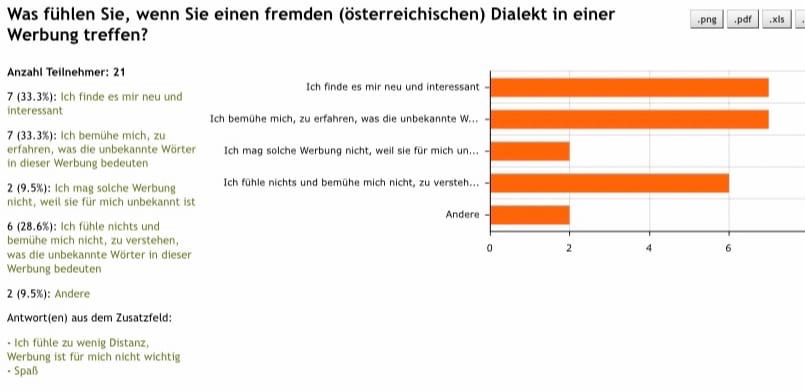 Was fühlen Sie, wenn Sie einen fremden (österreichischen) Dialekt in einer
Werbung treffen?
.png
.pdf
.xls
Anzahl Teilnehmer: 21
7 (33.3%): Ich finde es mir neu und
interessant
7 (33.3%): Ich bemühe mich, zu
erfahren, was die unbekannte Wörter
in dieser Werbung bedeuten
2 (9.5%): Ich mag solche Werbung
nicht, weil sie für mich unbekannt ist
6 (28.6%): Ich fühle nichts und
bemühe mich nicht, zu verstehen,
was die unbekannte Wörter in dieser
Werbung bedeuten
2 (9.5%): Andere
Antwort(en) aus dem Zusatzfeld:
- Ich fühle zu wenig Distanz,
Werbung ist für mich nicht wichtig
- Spaß
Ich finde es mir neu und interessant
Ich bemühe mich, zu erfahren, was die unbekannte W...
Ich mag solche Werbung nicht, weil sie für mich un...
Ich fühle nichts und bemühe mich nicht, zu versteh...
Andere
0 2 4 6